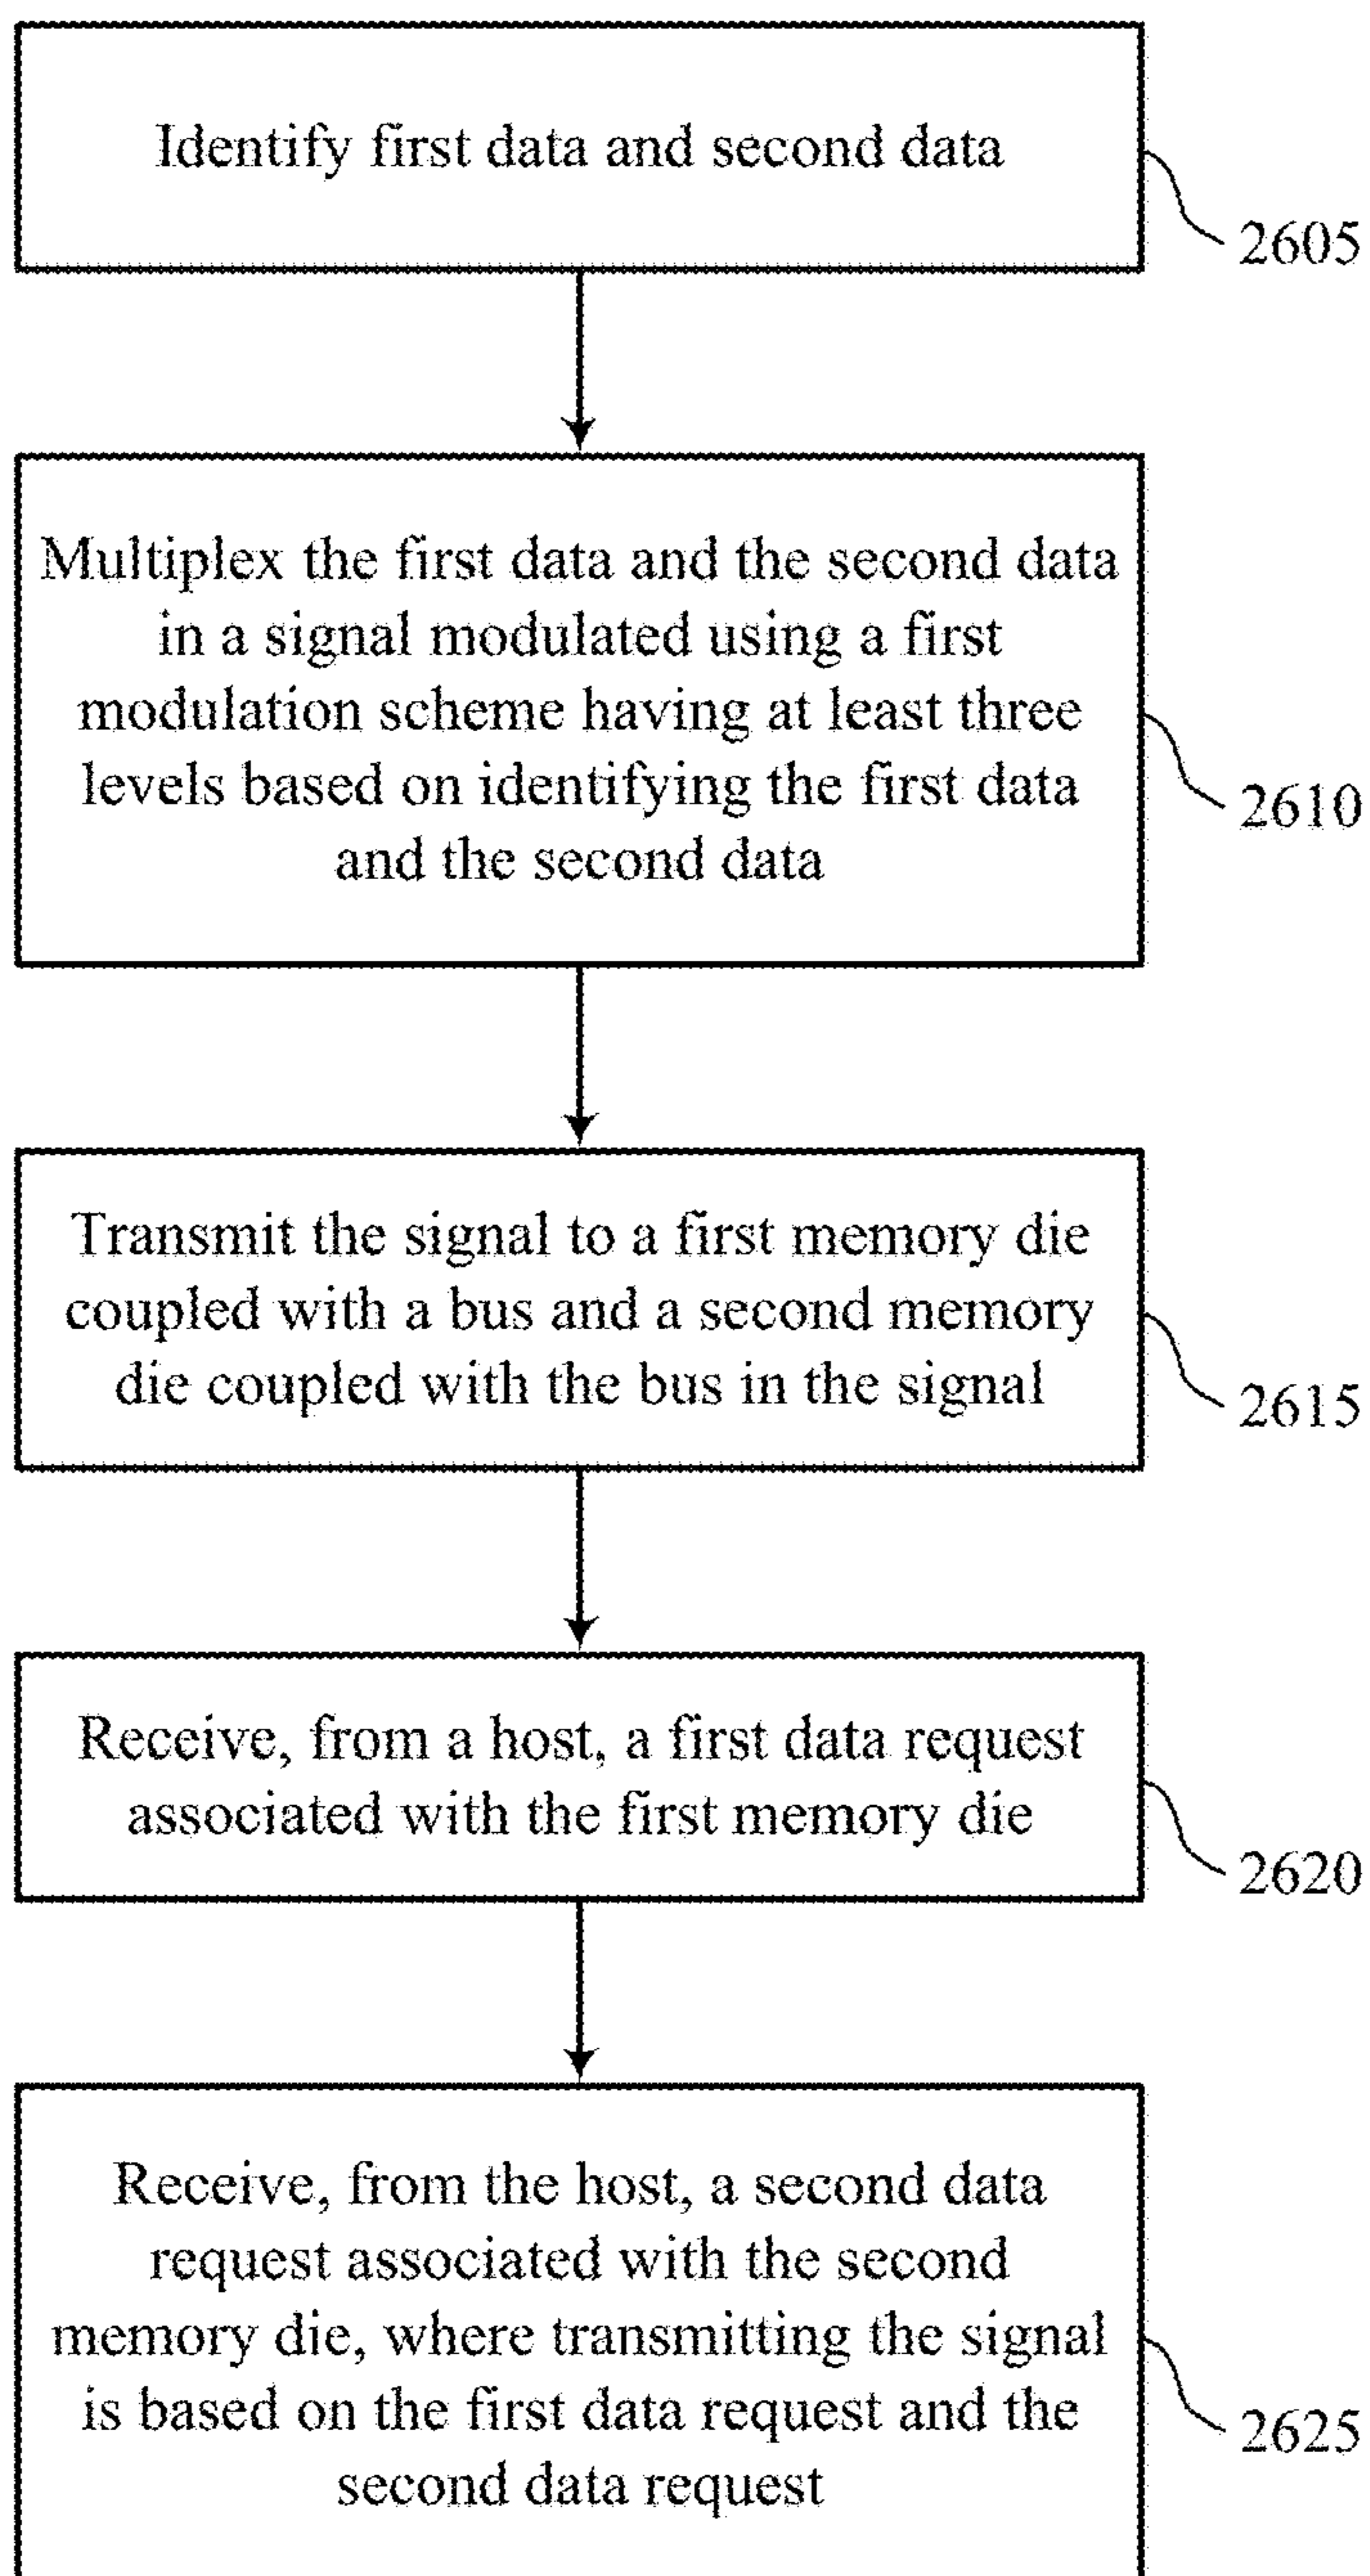 Identify first data and second data
2605
Multiplex the first data and the second data
in a signal modulated using a first
modulation scheme having at least three
levels based on identifying the first data
and the second data
2610
Transmit the signal to a first memory die
coupled with a bus and a second memory
die coupled with the bus in the signal
2615
Receive, from a host, a first data request
associated with the first memory die
2620
Receive, from the host, a second data
request associated with the second
memory die, where transmitting the signal
is based on the first data request and the
second data request
2625